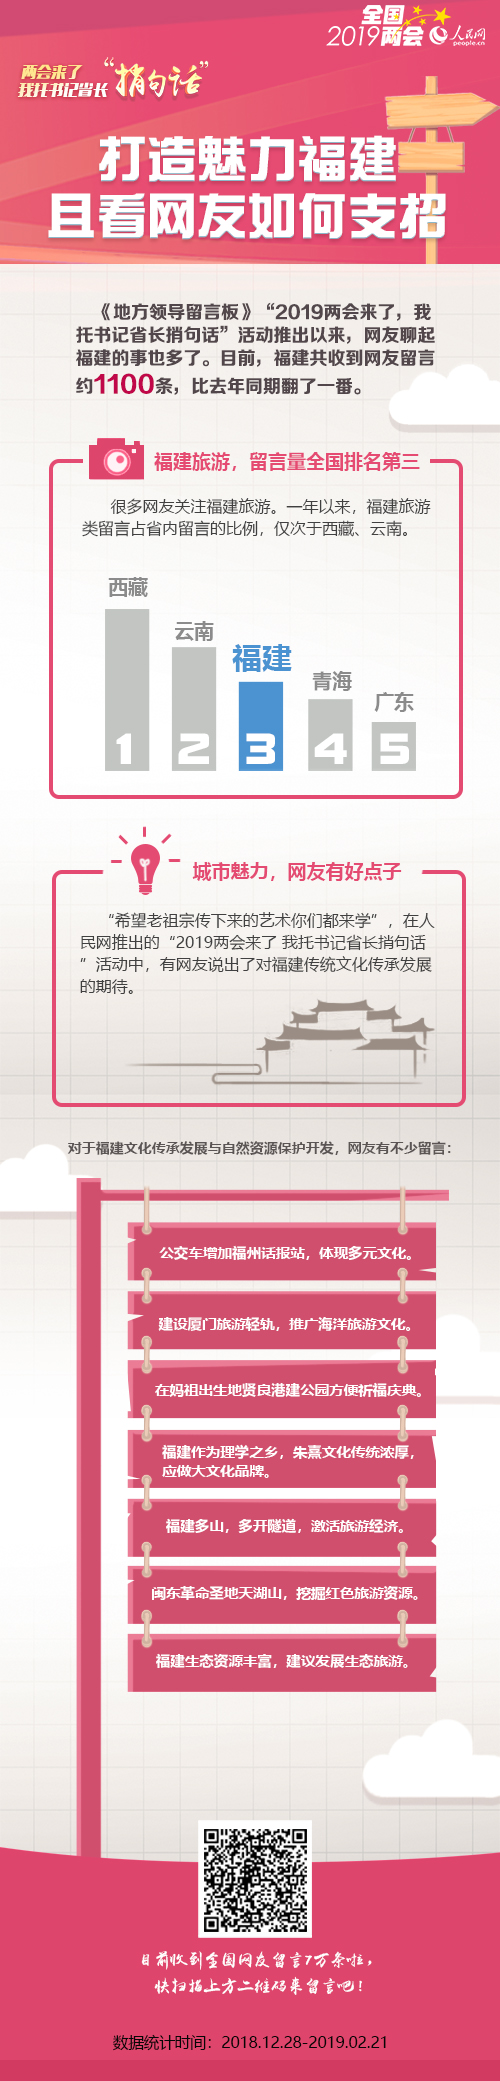 全国
2019两会 人民网
people.cn
两会来了
我托书记省长 “捎句话”
打造魅力福建
且看网友如何支招
《地方领导留言板》“2019两会来了，我
托书记省长捎句话”活动推出以来，网友聊起
福建的事也多了。目前，福建共收到网友留言
约1100条，比去年同期翻了一番。
福建旅游，留言量全国排名第三
很多网友关注福建旅游。一年以来，福建旅游
类留言占省内留言的比例，仅次于西藏、云南。
西藏
云南
福建
青海
广东
1 2 3 4 5
城市魅力，网友有好点子
“希望老祖宗传下来的艺术你们都来学”，在人
民网推出的“2019两会来了 我托书记省长捎句话
”活动中，有网友说出了对福建传统文化传承发展
的期待。
对于福建文化传承发展与自然资源保护开发，网友有不少留言：
公交车增加福州话报站，体现多元文化。
建设厦门旅游轻轨，推广海洋旅游文化。
在妈祖出生地贤良港建公园方便祈福庆典。
福建作为理学之乡，朱熹文化传统浓厚，
应做大文化品牌。
福建多山，多开隧道，激活旅游经济。
闽东革命圣地天湖山，挖掘红色旅游资源。
福建生态资源丰富，建议发展生态旅游。
目前收到全国网友留言7万条啦，
快扫描上方二维码来留言吧！
数据统计时间：2018.12.28-2019.02.21